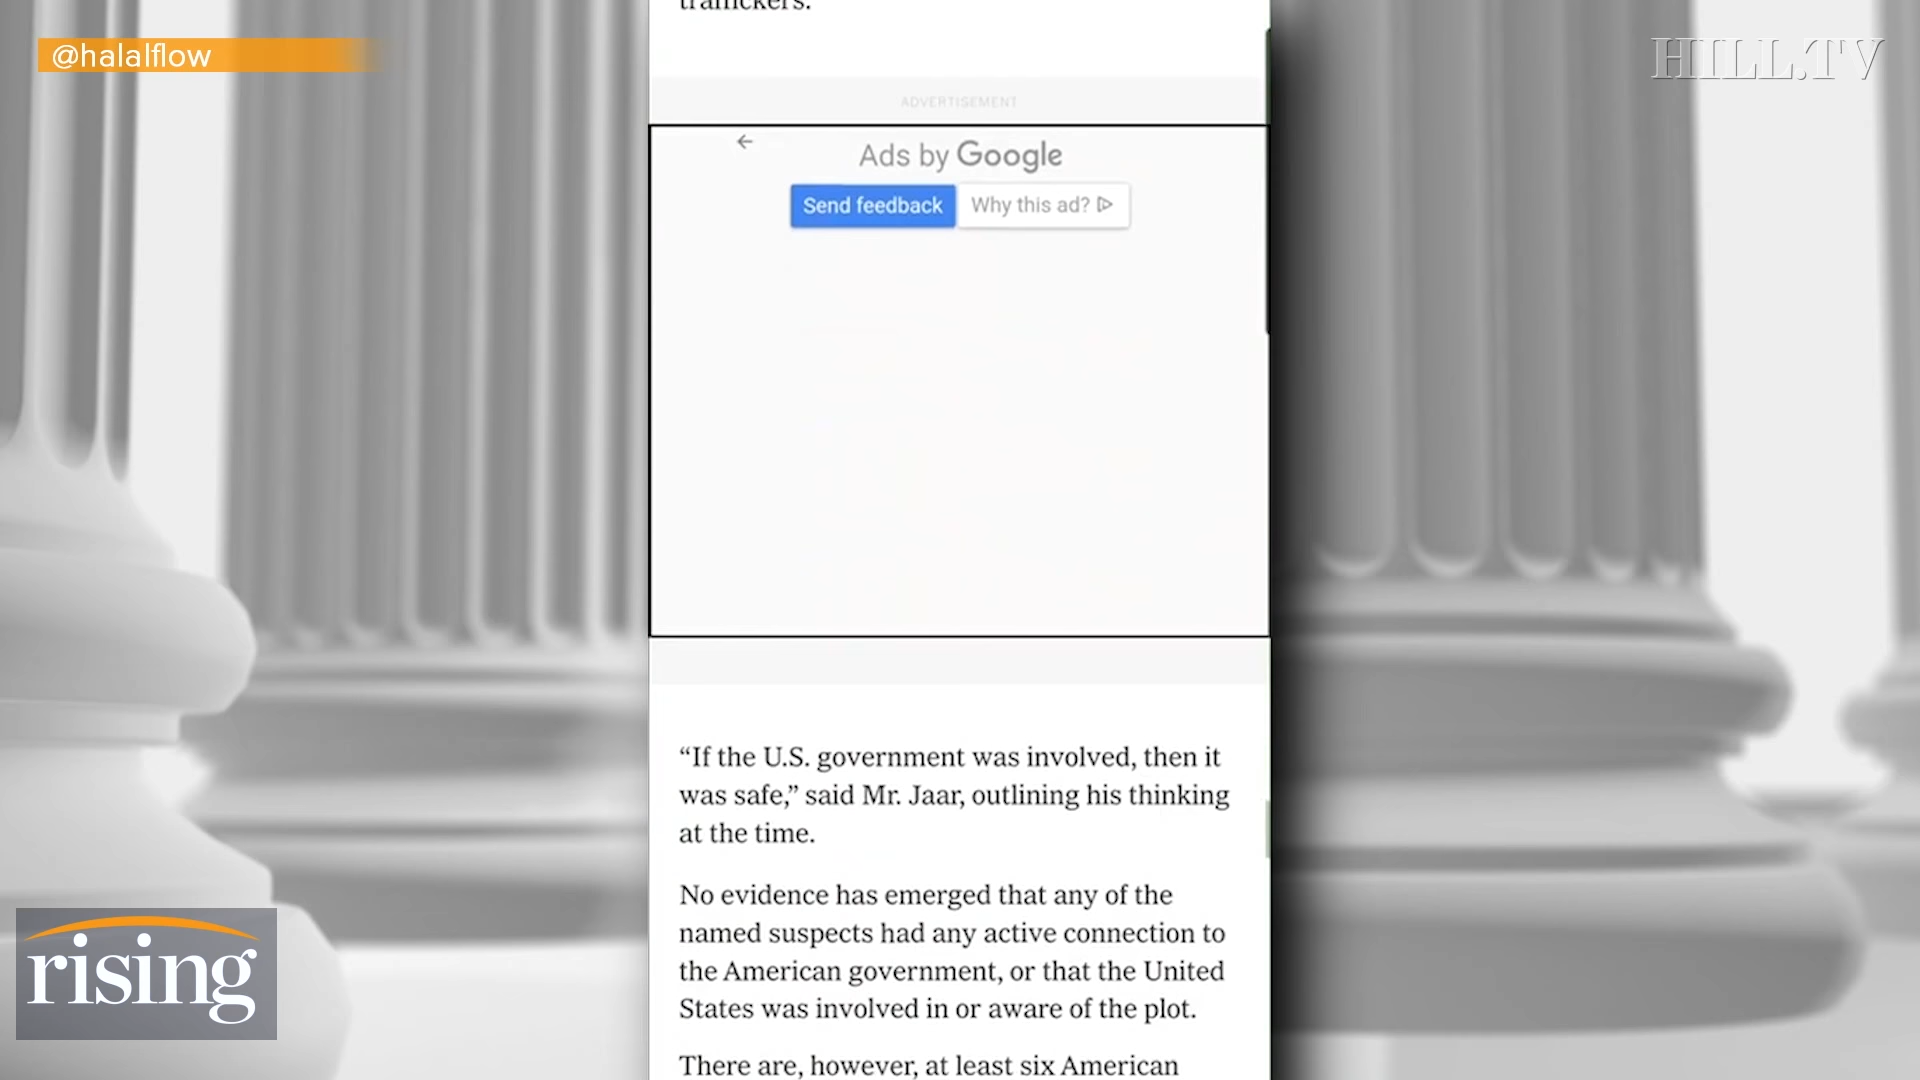 traffickers.
@halalflow
HILL.TV
ADVERTISEMENT
Ads by Google
Send feedback
Why this ad?
“If the U.S. government was involved, then it
was safe,” said Mr. Jaar, outlining his thinking
at the time.
No evidence has emerged that any of the
named suspects had any active connection to
the American government, or that the United
States was involved in or aware of the plot.
There are, however, at least six American
rising